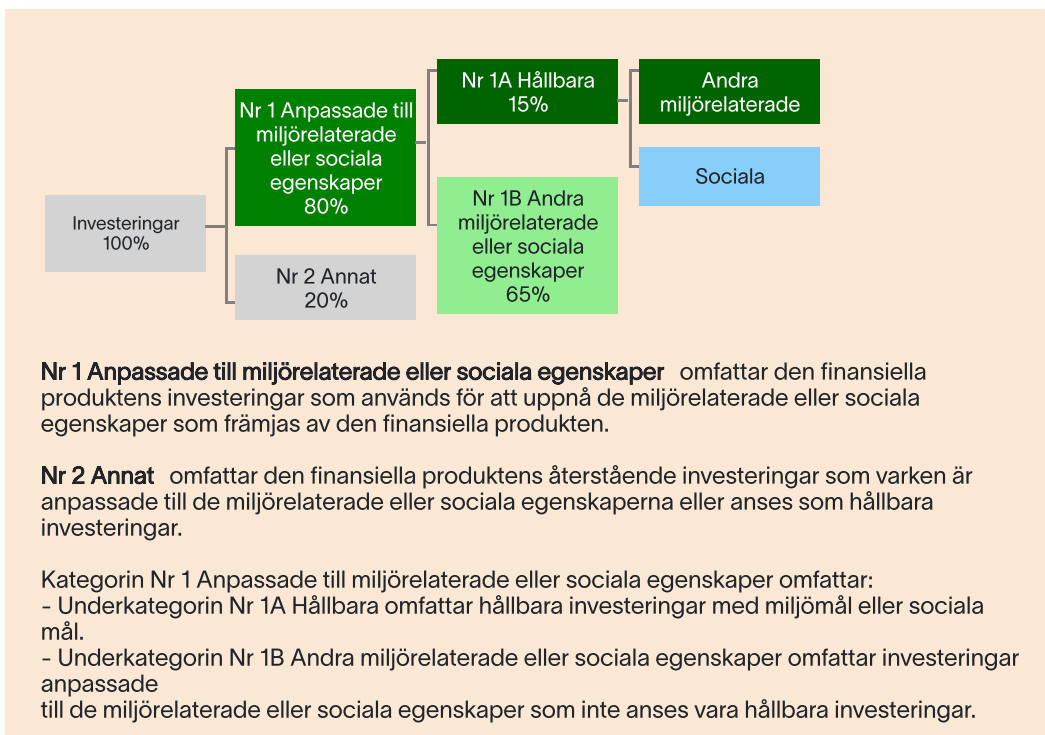 Investeringar
100%
Nr 1 Anpassade till
miljörelaterade
eller sociala
egenskaper
80%
Nr 2 Annat
20%
Nr 1A Hållbara
15%
Nr 1B Andra
miljörelaterade
eller sociala
egenskaper
65%
Andra
miljörelaterade
Sociala
Nr 1 Anpassade till miljörelaterade eller sociala egenskaper omfattar den finansiella
produktens investeringar som används för att uppnå de miljörelaterade eller sociala
egenskaper som främjas av den finansiella produkten.
Nr 2 Annat omfattar den finansiella produktens återstående investeringar som varken är
anpassade till de miljörelaterade eller sociala egenskaperna eller anses som hållbara
investeringar.
Kategorin Nr 1 Anpassade till miljörelaterade eller sociala egenskaper omfattar:
- Underkategorin Nr 1A Hållbara omfattar hållbara investeringar med miljömål eller sociala
mål.
- Underkategorin Nr 1B Andra miljörelaterade eller sociala egenskaper omfattar investeringar
anpassade
till de miljörelaterade eller sociala egenskaper som inte anses vara hållbara investeringar.